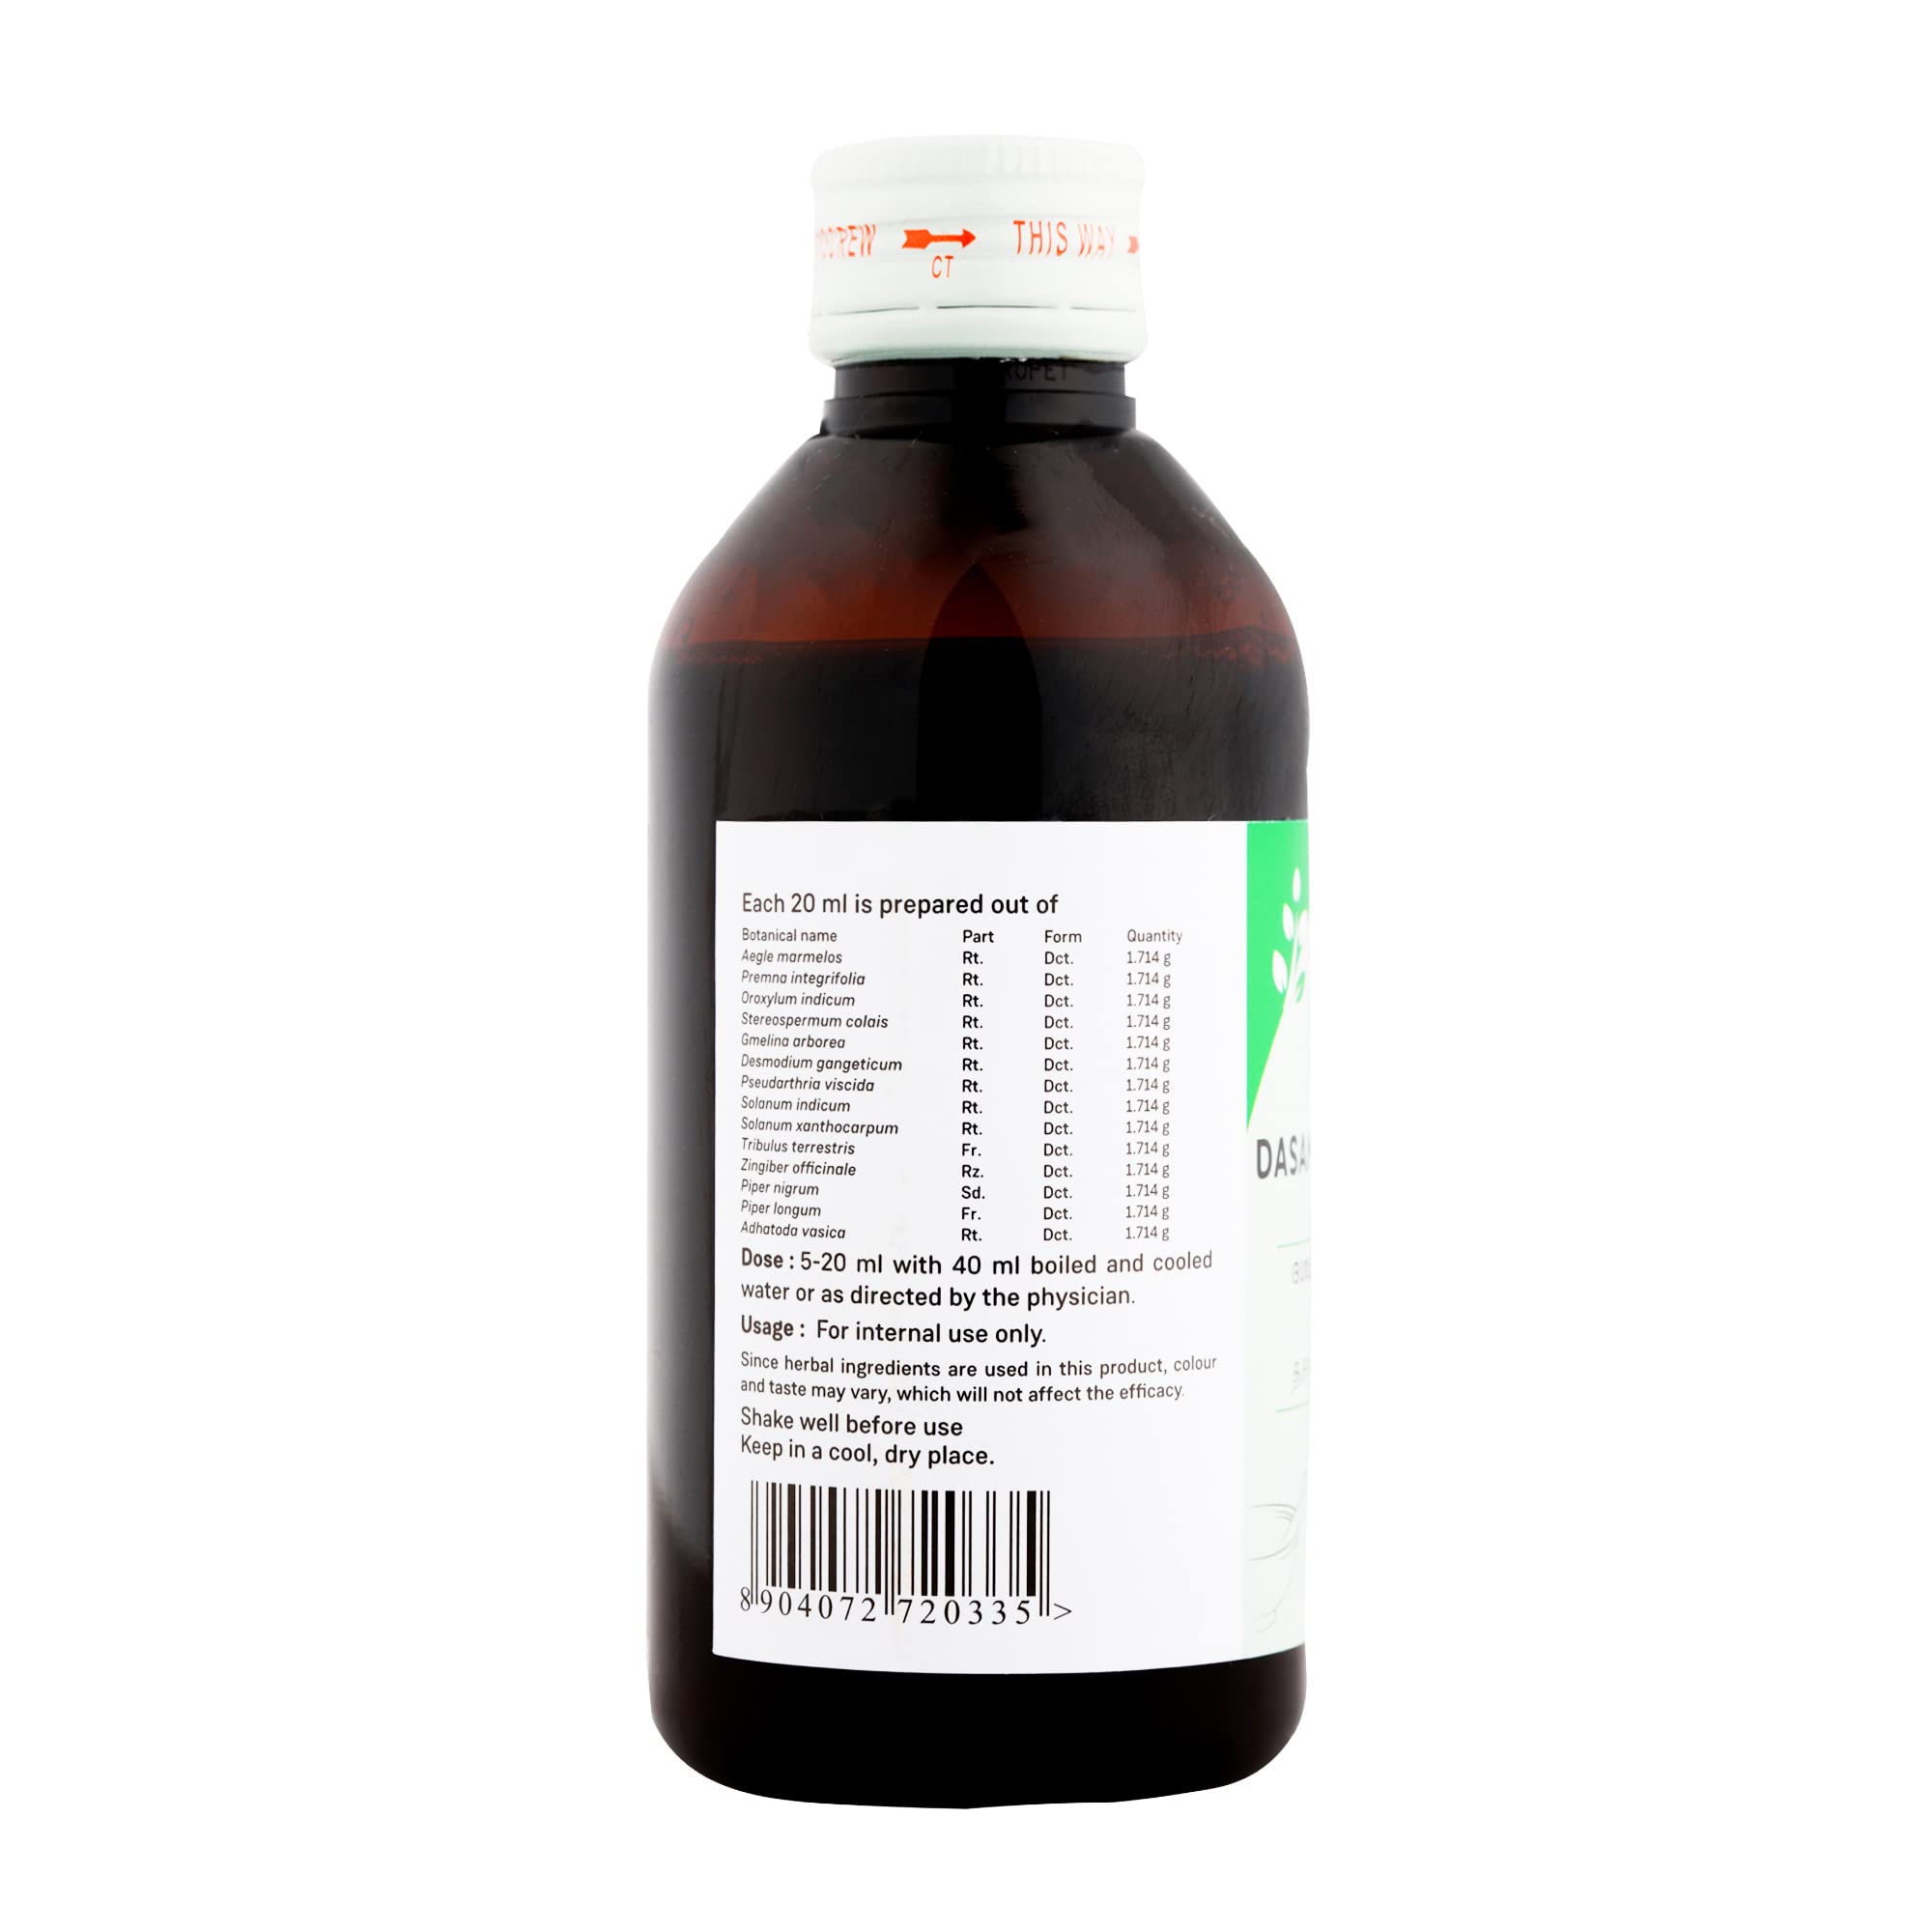 THIS WAY
CT
Each 20 ml is prepared out of
Botanical name Part Form Quantity
Aegle marmelos Rt. Dct. 1.714 g
Premna integrifolia Rt. Dct. 1.714 g
Oroxylum indicum Rt. Dct. 1.714 g
Stereospermum colais Rt. Dct. 1.714 g
Gmelina arborea Rt. Dct. 1.714 g
Desmodium gangeticum Rt. Dct. 1.714 g
Pseudarthria viscida Rt. Dct. 1.714 g
Solanum indicum Rt. Dct. 1.714 g
Solanum xanthocarpum Rt. Dct. 1.714 g
Tribulus terrestris Fr. Dct. 1.714 g
Zingiber officinale Rz. Dct. 1.714 g
Piper nigrum Sd. Dct. 1.714 g
Piper longum Fr. Dct. 1.714 g
Adhatoda vasica Rt. Dct. 1.714 g
Dose : 5-20 ml with 40 ml boiled and cooled
water or as directed by the physician.
Usage : For internal use only.
Since herbal ingredients are used in this product, colour
and taste may vary, which will not affect the efficacy.
Shake well before use
Keep in a cool, dry place.
8 904072 720335 >
DASA